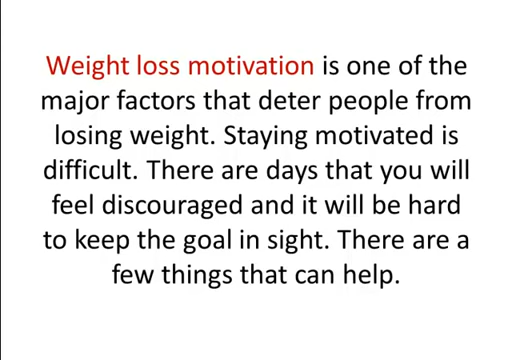 Weight loss motivation is one of the
major factors that deter people from
losing weight. Staying motivated is
difficult. There are days that you will
feel discouraged and it will be hard
to keep the goal in sight. There are a
few things that can help.